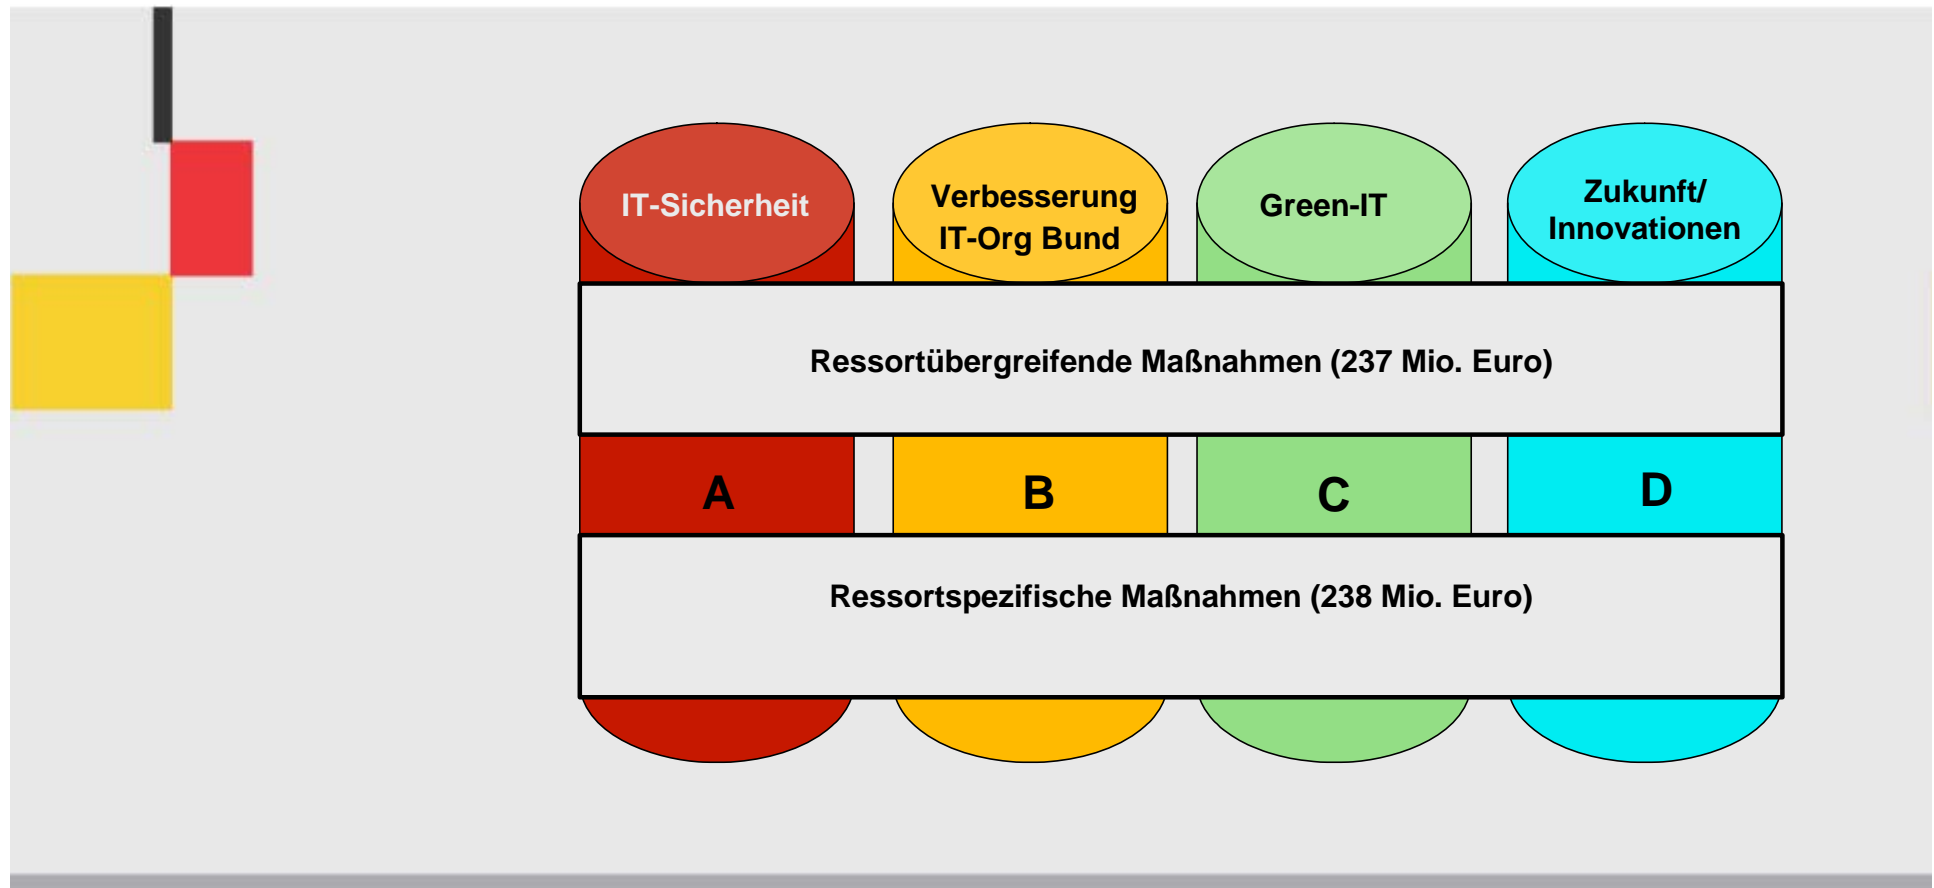 IT-Sicherheit
Verbesserung
IT-Org Bund
Green-IT
Zukunft/
Innovationen
Ressortübergreifende Maßnahmen (237 Mio. Euro)
A
B
C
D
Ressortspezifische Maßnahmen (238 Mio. Euro)